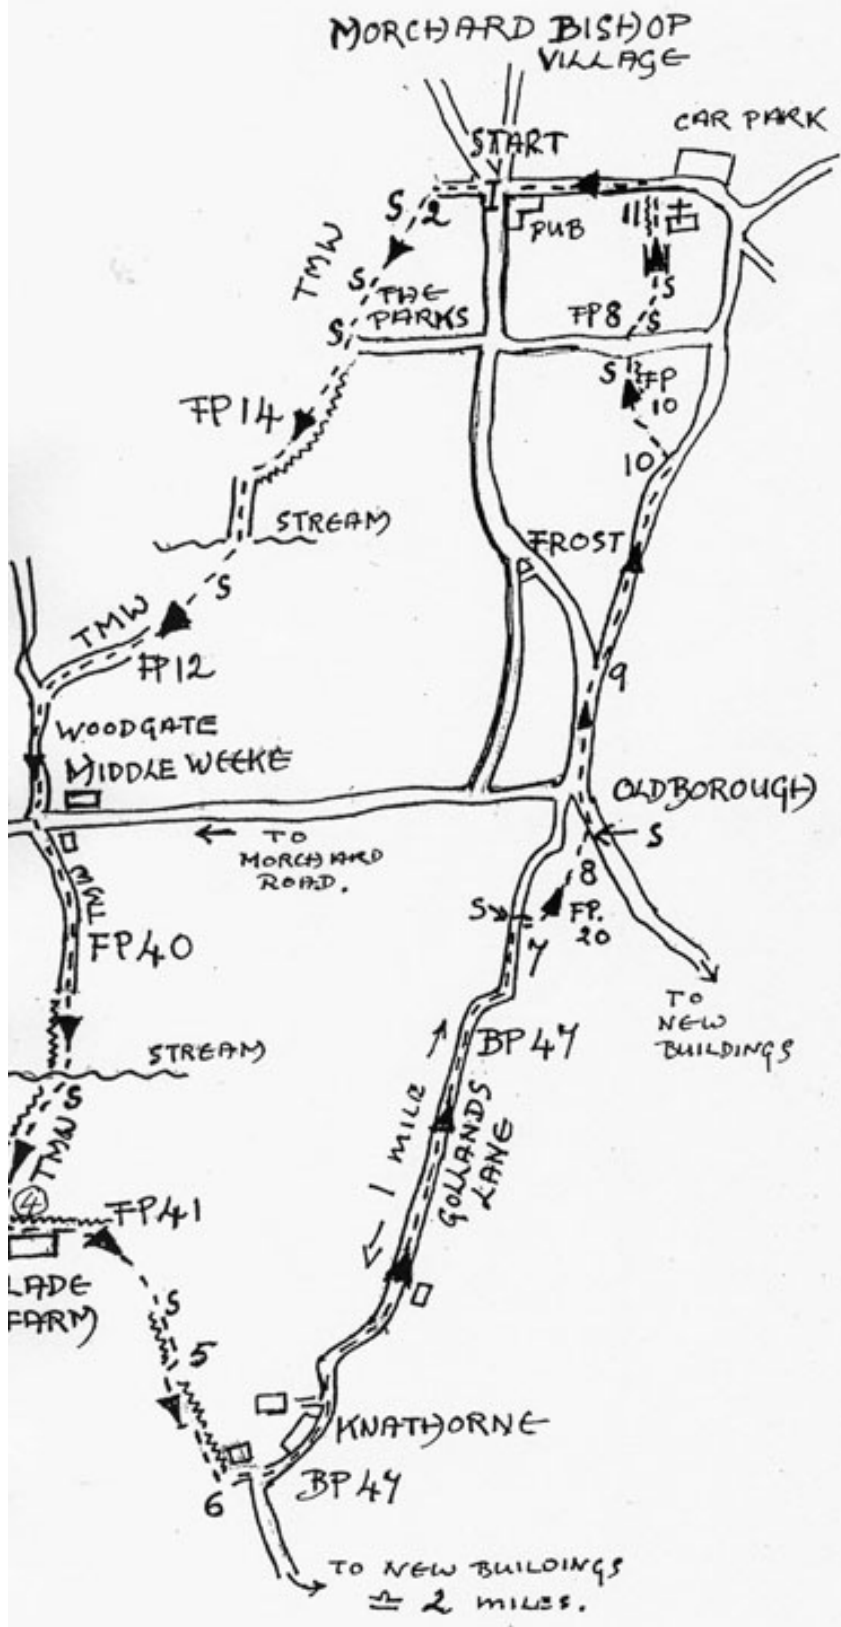 MORCHARD BISHOP
VILLAGE
CAR PARK
START
S
2
1
PUB
11
TMW
S
THE
PARKS
S
FP8
S
S
S
FP
10
FP14
10
STREAM
FROST
S
TMW
FP12
9
WOODGATE
MIDDLE WEEKE
OLDBOROUGH
← TO
MORCHARD
ROAD.
S
8
TMW
S
FP.
20
7
FP40
TO
NEW
BUILDINGS
BP47
STREAM
S
TMW
1 MILE
GOLLANDS
LANE
4
FP41
LADE
FARM
S
5
KNATHORNE
BP47
6
TO NEW BUILDINGS
≏ 2 MILES.